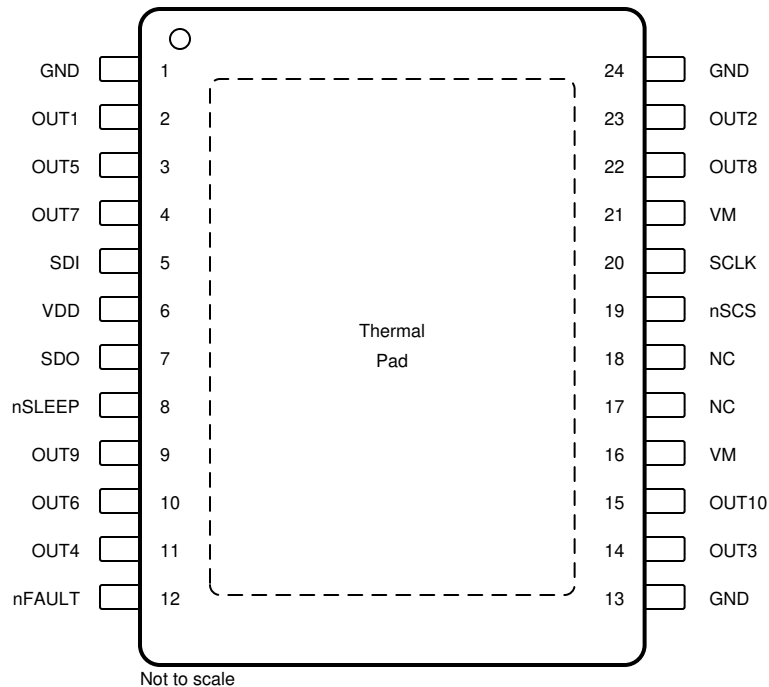 GND 1 24 GND
OUT1 2 23 OUT2
OUT5 3 22 OUT8
OUT7 4 21 VM
SDI 5 20 SCLK
VDD 6 19 nSCS
Thermal
Pad
SDO 7 18 NC
nSLEEP 8 17 NC
OUT9 9 16 VM
OUT6 10 15 OUT10
OUT4 11 14 OUT3
nFAULT 12 13 GND
Not to scale